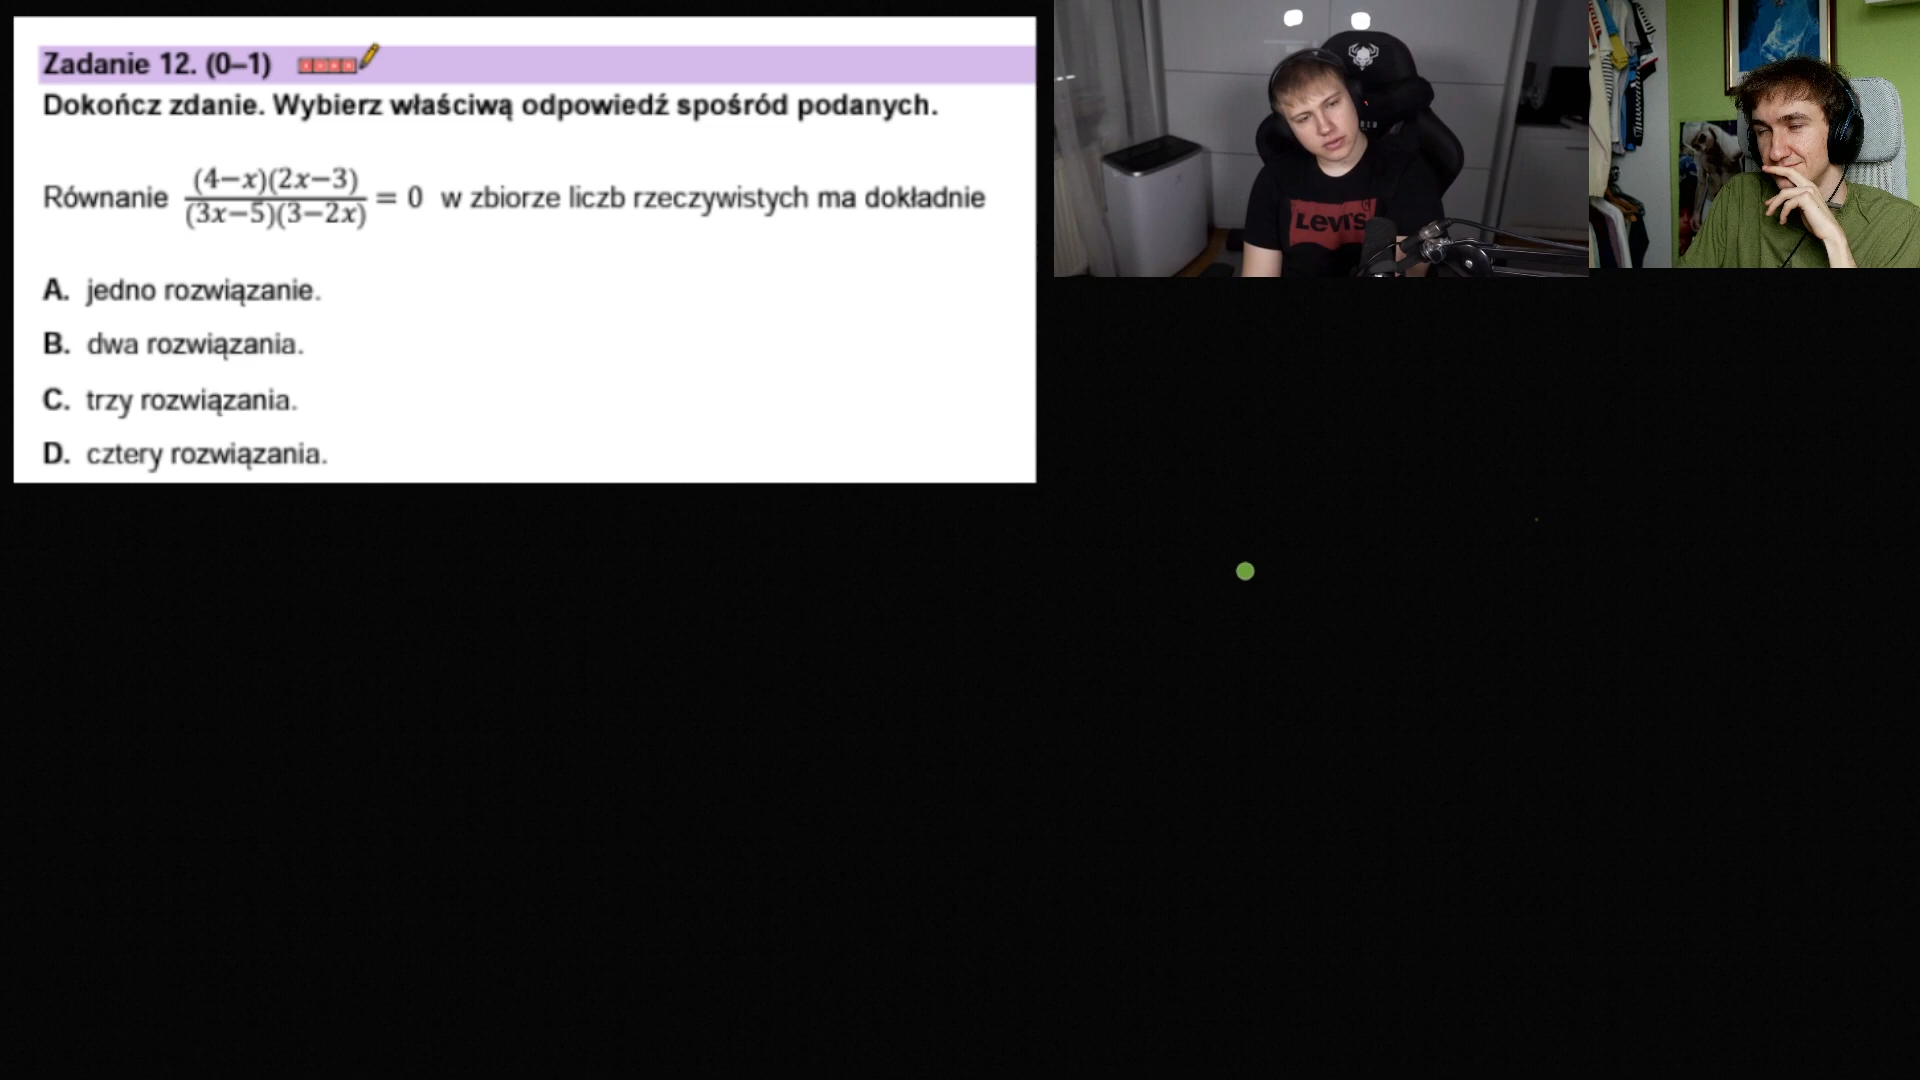 Zadanie 12. (0–1)
Dokończ zdanie. Wybierz właściwą odpowiedź spośród podanych.
Równanie (4−x)(2x−3)/(3x−5)(3−2x) = 0 w zbiorze liczb rzeczywistych ma dokładnie
A. jedno rozwiązanie.
B. dwa rozwiązania.
C. trzy rozwiązania.
D. cztery rozwiązania.
Levi's